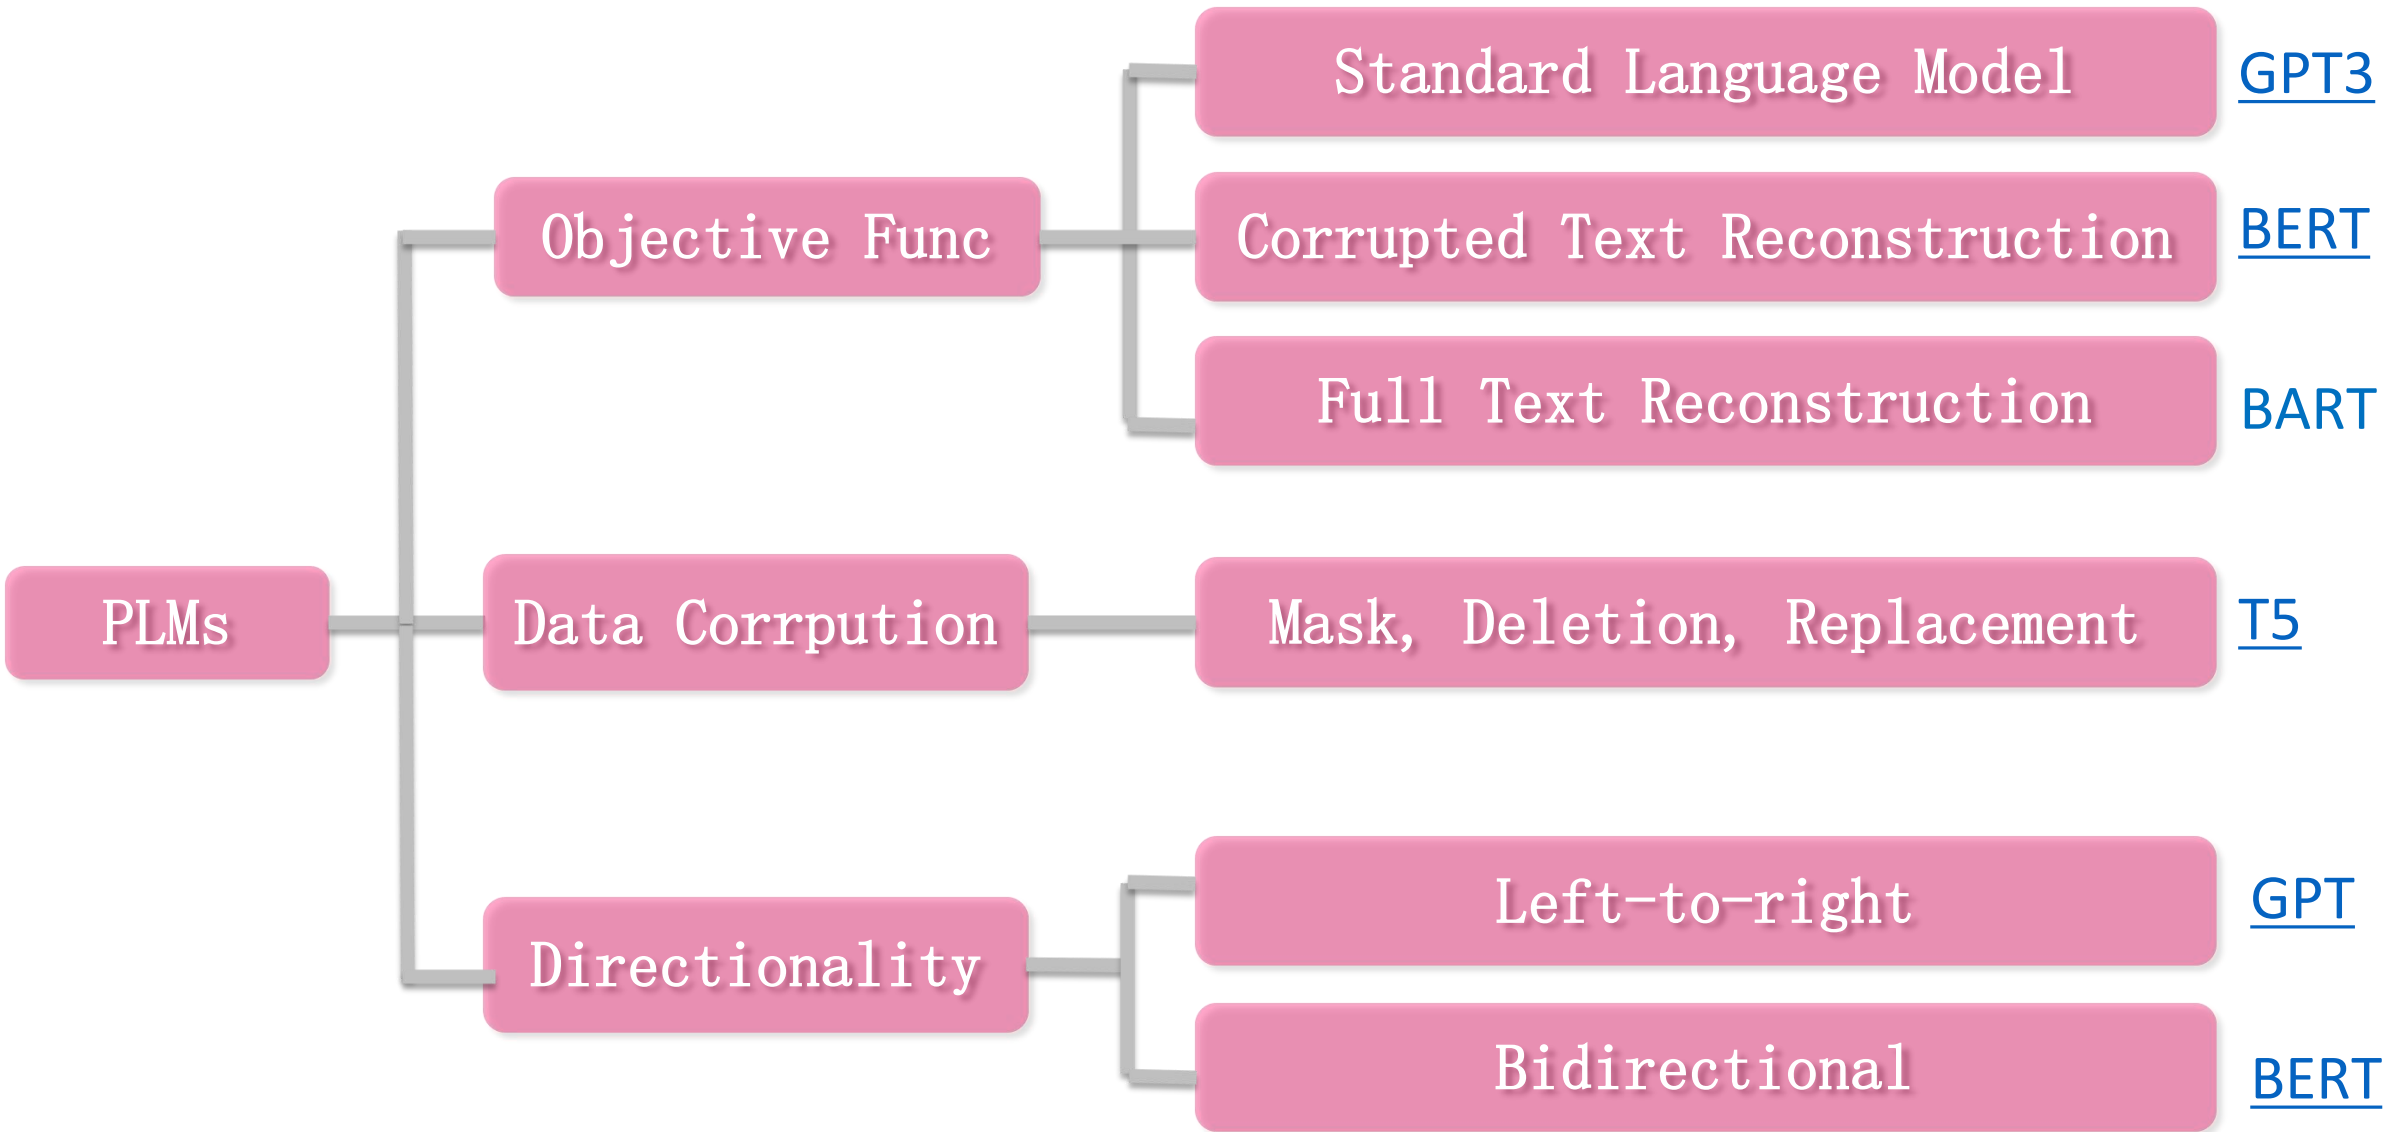 Standard Language Model GPT3
Objective Func Corrupted Text Reconstruction BERT
Full Text Reconstruction BART
PLMs Data Corrpution Mask, Deletion, Replacement T5
Left-to-right GPT
Directionality
Bidirectional BERT